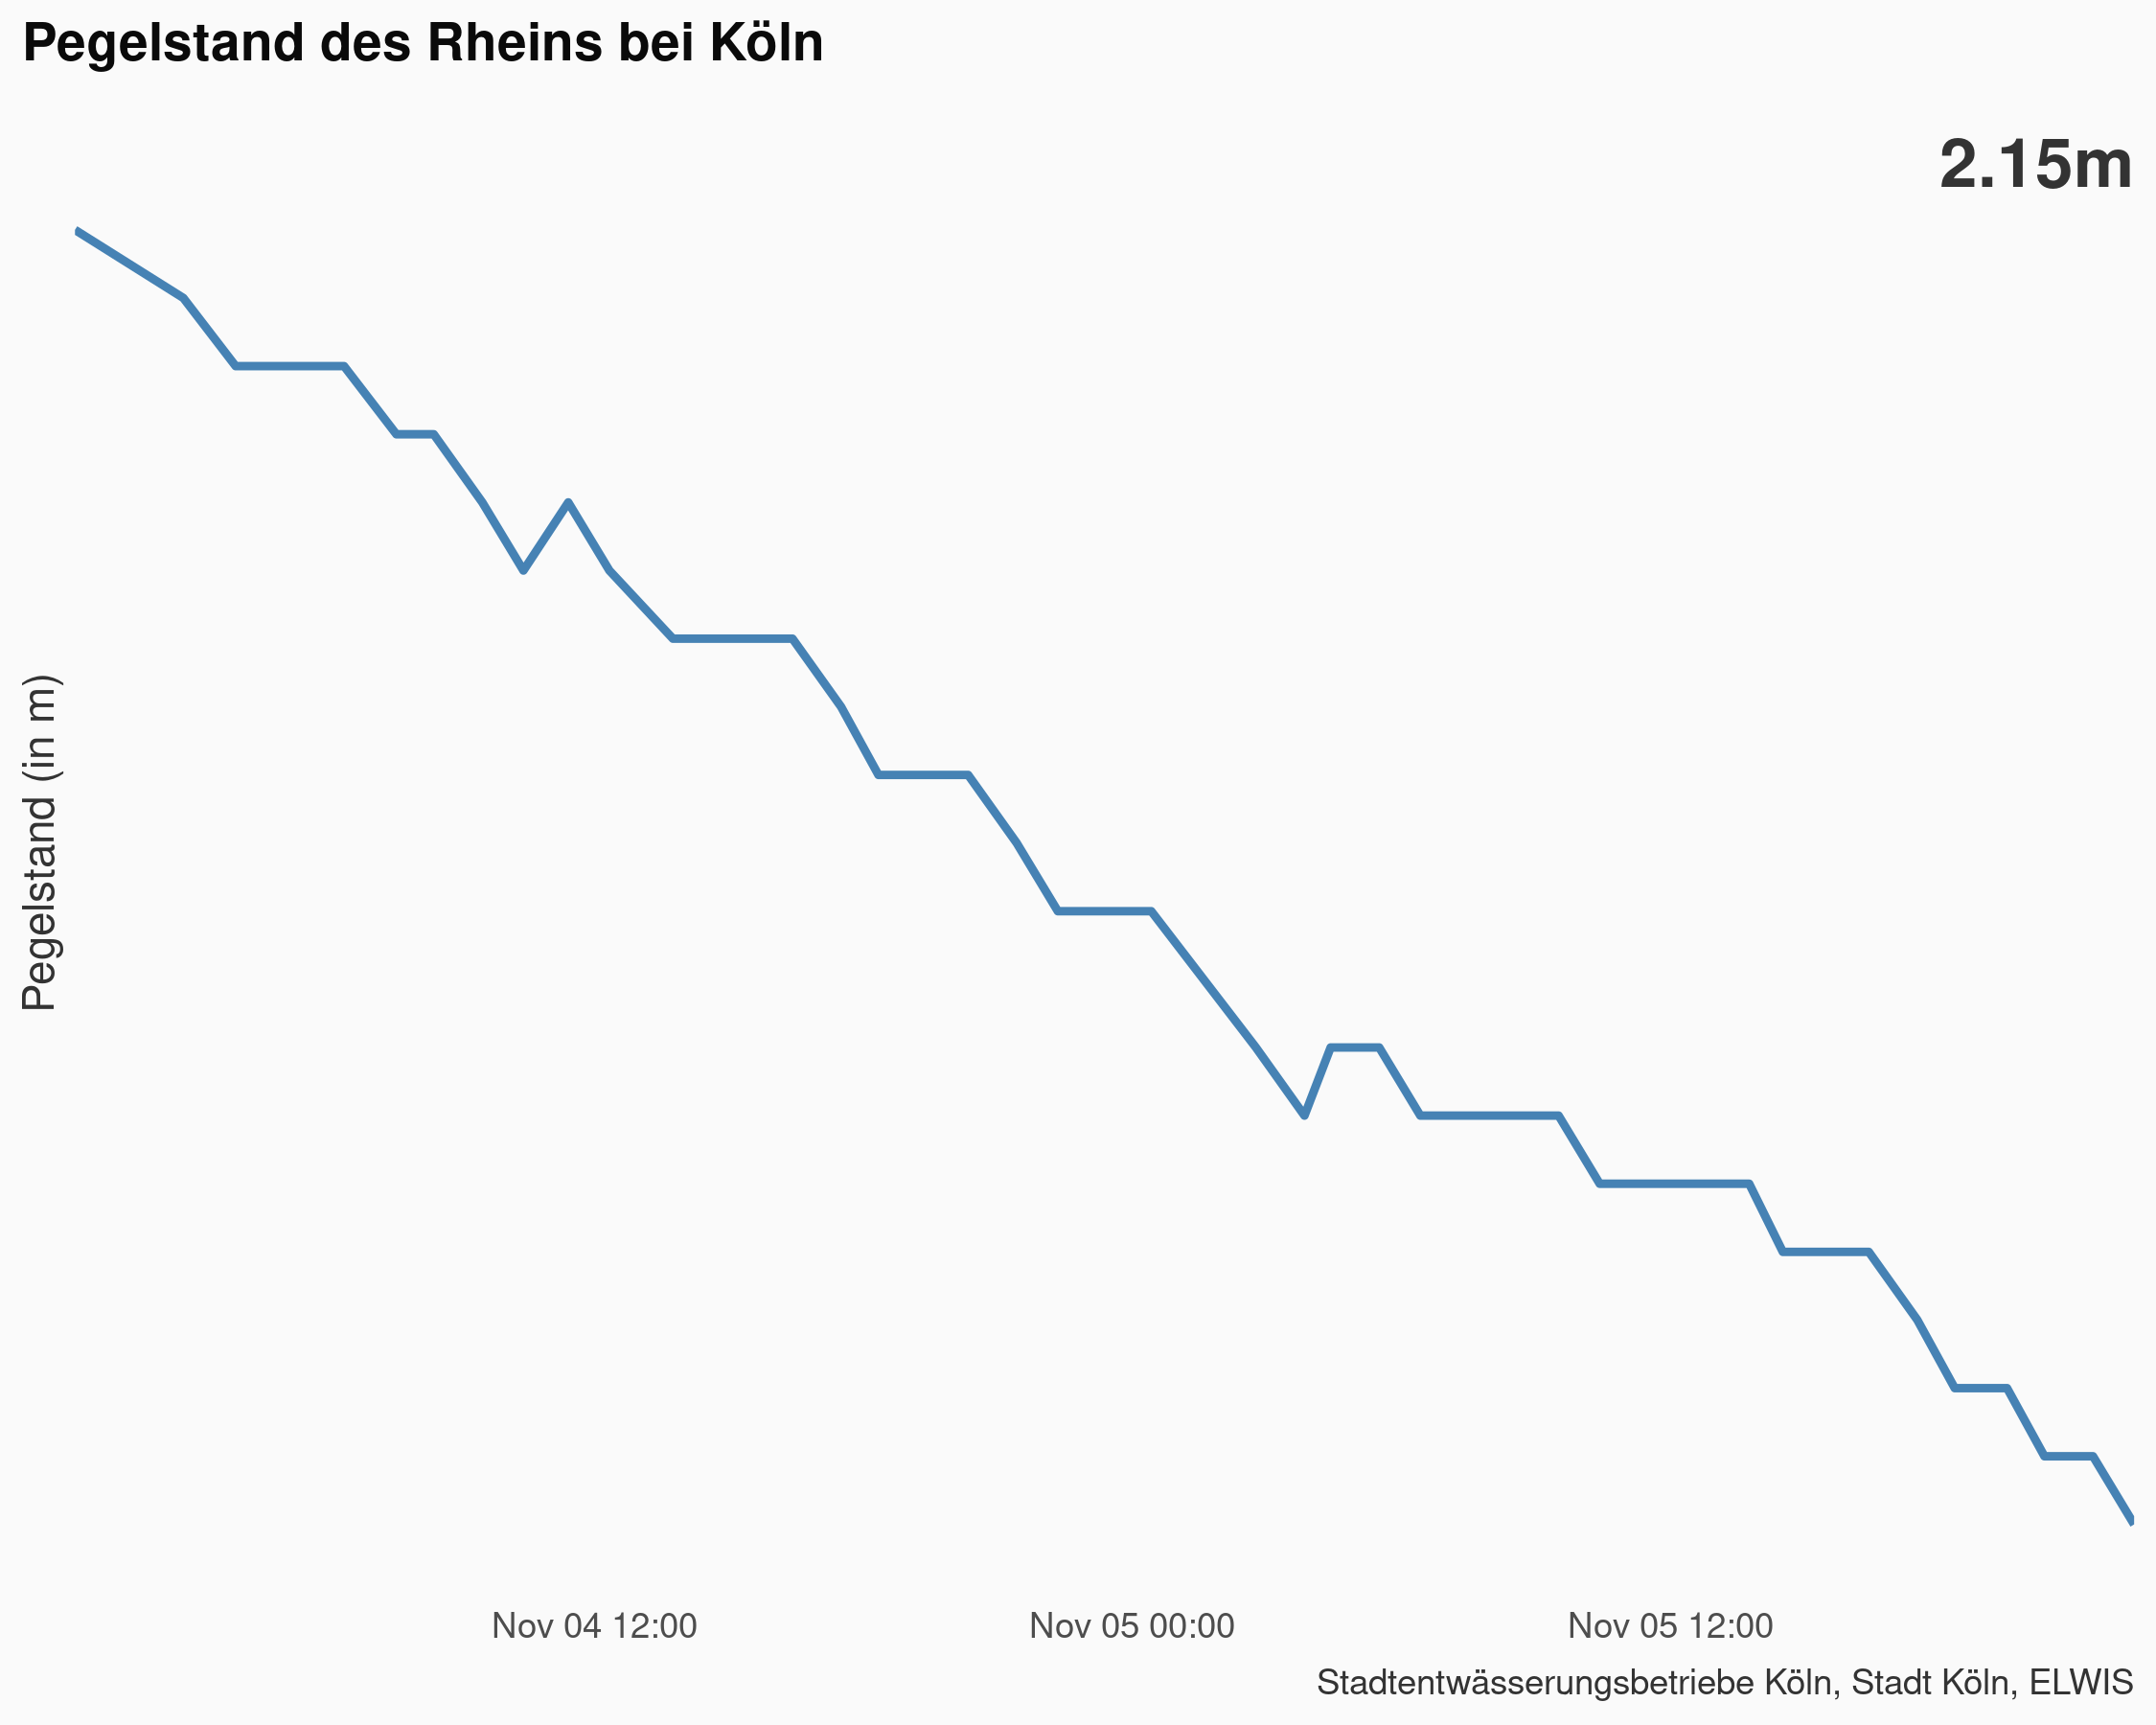 Pegelstand des Rheins bei Köln
2.15m
Pegelstand (in m)
Nov 04 12:00
Nov 05 00:00
Nov 05 12:00
Stadtentwässerungsbetriebe Köln, Stadt Köln, ELWIS